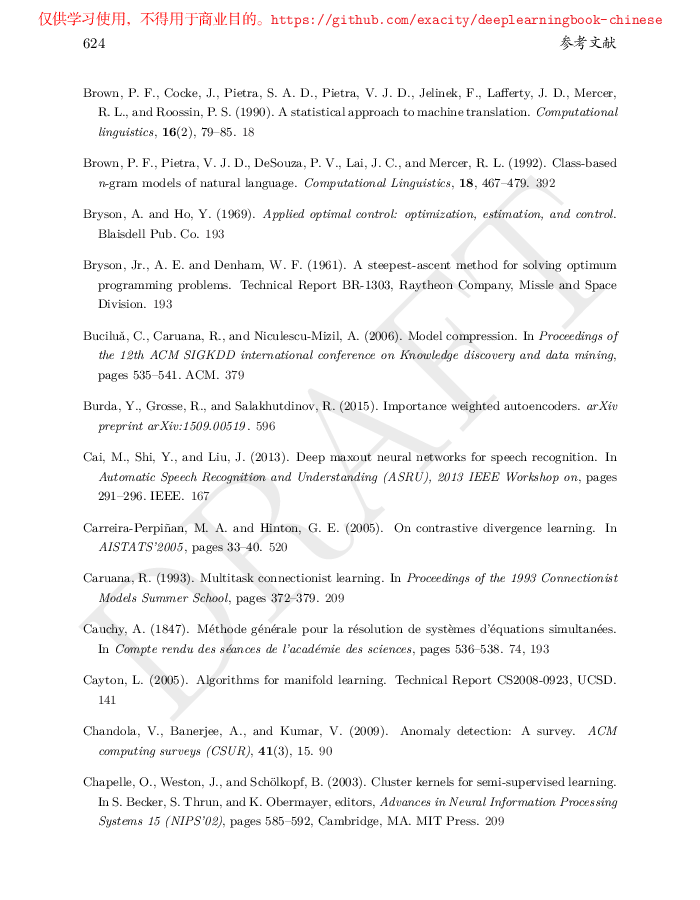 仅供学习使用，不得用于商业目的。https://github.com/exacity/deeplearningbook-chinese
624 参考文献
Brown, P. F., Cocke, J., Pietra, S. A. D., Pietra, V. J. D., Jelinek, F., Lafferty, J. D., Mercer,
R. L., and Roossin, P. S. (1990). A statistical approach to machine translation. Computational
linguistics, 16(2), 79–85. 18
Brown, P. F., Pietra, V. J. D., DeSouza, P. V., Lai, J. C., and Mercer, R. L. (1992). Class-based
n-gram models of natural language. Computational Linguistics, 18, 467–479. 392
Bryson, A. and Ho, Y. (1969). Applied optimal control: optimization, estimation, and control.
Blaisdell Pub. Co. 193
Bryson, Jr., A. E. and Denham, W. F. (1961). A steepest-ascent method for solving optimum
programming problems. Technical Report BR-1303, Raytheon Company, Missle and Space
Division. 193
Buciluǎ, C., Caruana, R., and Niculescu-Mizil, A. (2006). Model compression. In Proceedings of
the 12th ACM SIGKDD international conference on Knowledge discovery and data mining,
pages 535–541. ACM. 379
Burda, Y., Grosse, R., and Salakhutdinov, R. (2015). Importance weighted autoencoders. arXiv
preprint arXiv:1509.00519. 596
Cai, M., Shi, Y., and Liu, J. (2013). Deep maxout neural networks for speech recognition. In
Automatic Speech Recognition and Understanding (ASRU), 2013 IEEE Workshop on, pages
291–296. IEEE. 167
Carreira-Perpiñan, M. A. and Hinton, G. E. (2005). On contrastive divergence learning. In
AISTATS'2005, pages 33–40. 520
Caruana, R. (1993). Multitask connectionist learning. In Proceedings of the 1993 Connectionist
Models Summer School, pages 372–379. 209
Cauchy, A. (1847). Méthode générale pour la résolution de systèmes d'équations simultanées.
In Compte rendu des séances de l'académie des sciences, pages 536–538. 74, 193
Cayton, L. (2005). Algorithms for manifold learning. Technical Report CS2008-0923, UCSD.
141
Chandola, V., Banerjee, A., and Kumar, V. (2009). Anomaly detection: A survey. ACM
computing surveys (CSUR), 41(3), 15. 90
Chapelle, O., Weston, J., and Schölkopf, B. (2003). Cluster kernels for semi-supervised learning.
In S. Becker, S. Thrun, and K. Obermayer, editors, Advances in Neural Information Processing
Systems 15 (NIPS'02), pages 585–592, Cambridge, MA. MIT Press. 209
DRAFT